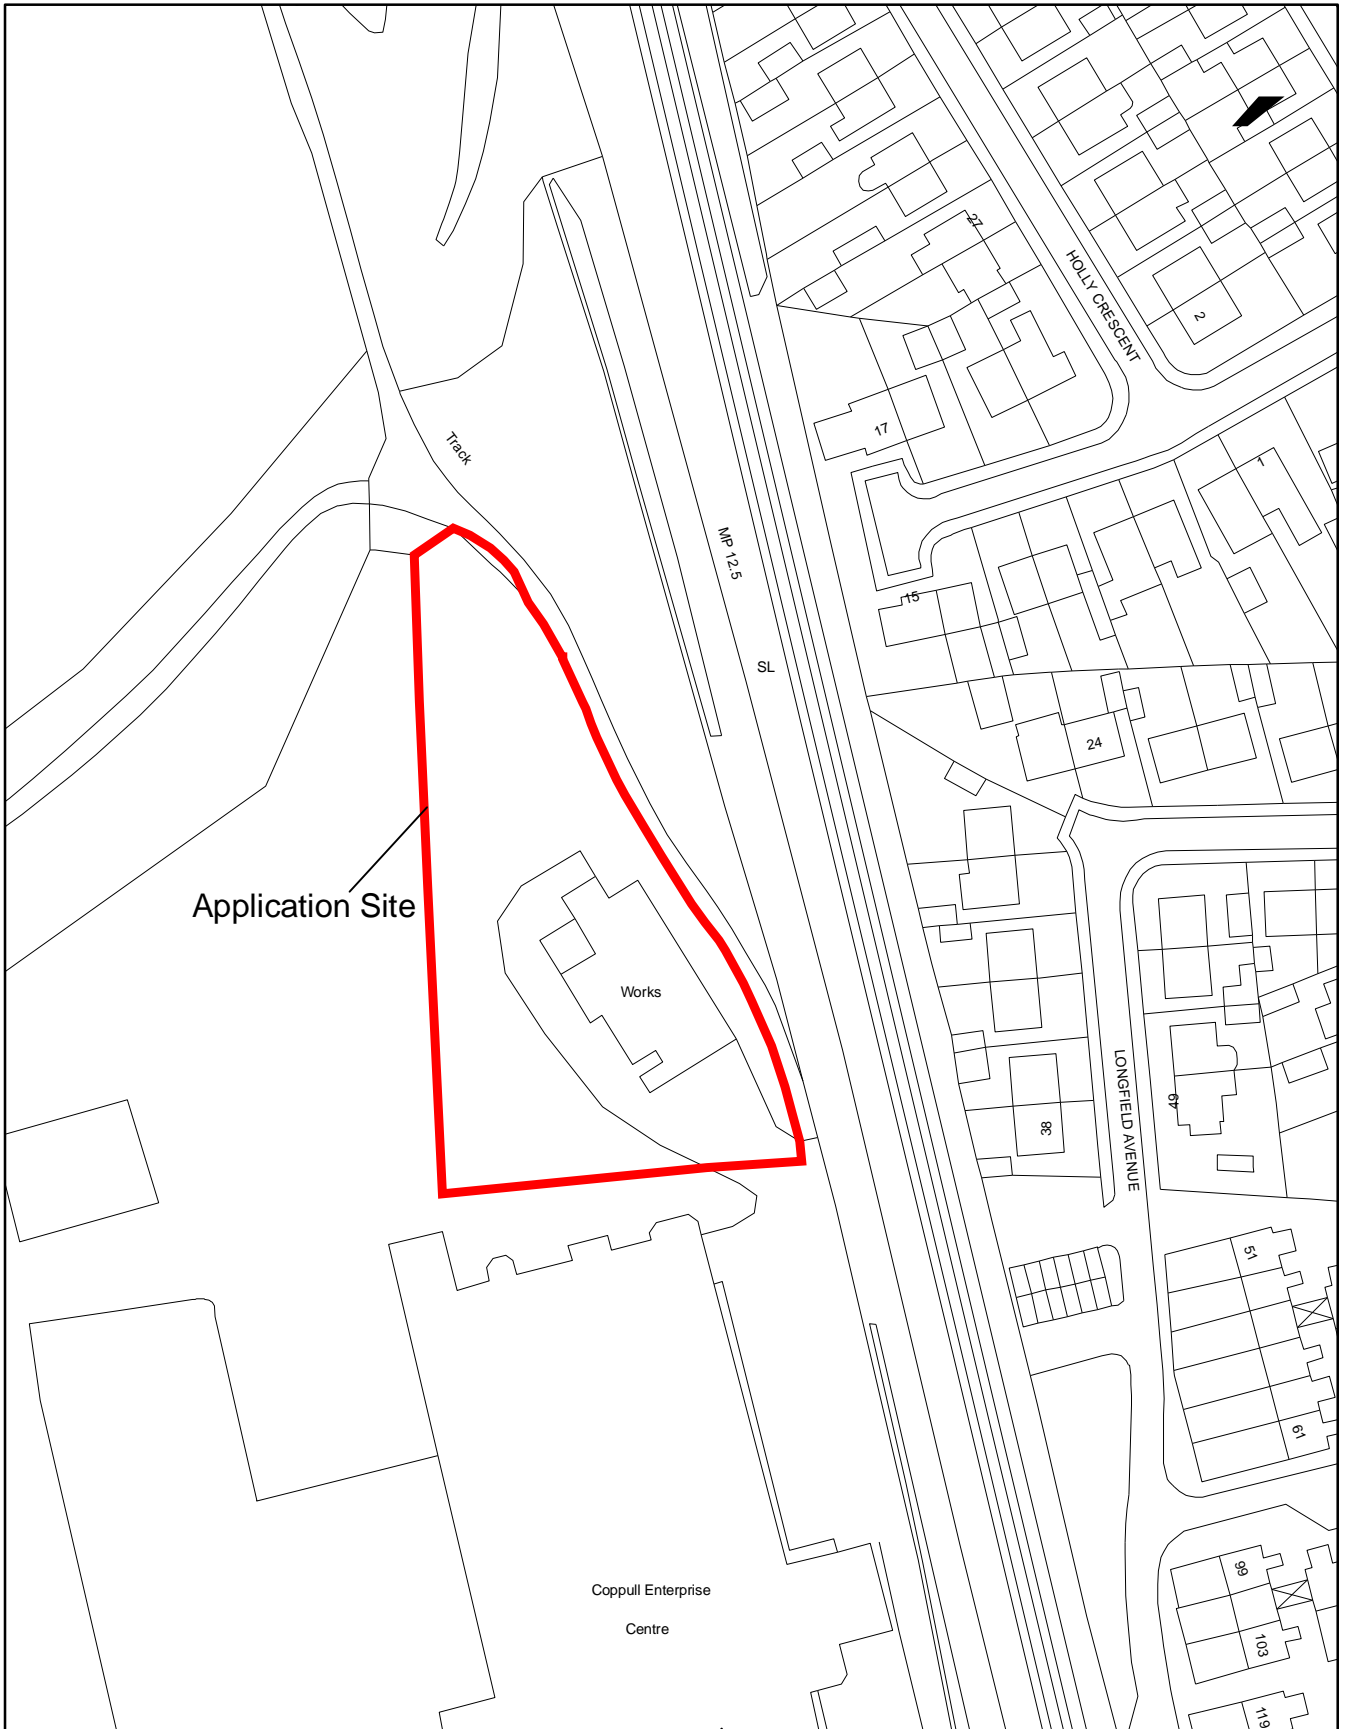 27
HOLLY CRESCENT
2
17
Track
1
MP 12.5
15
SL
24
Application Site
Works
LONGFIELD AVENUE
49
38
51
61
99
Coppull Enterprise
Centre
103
119